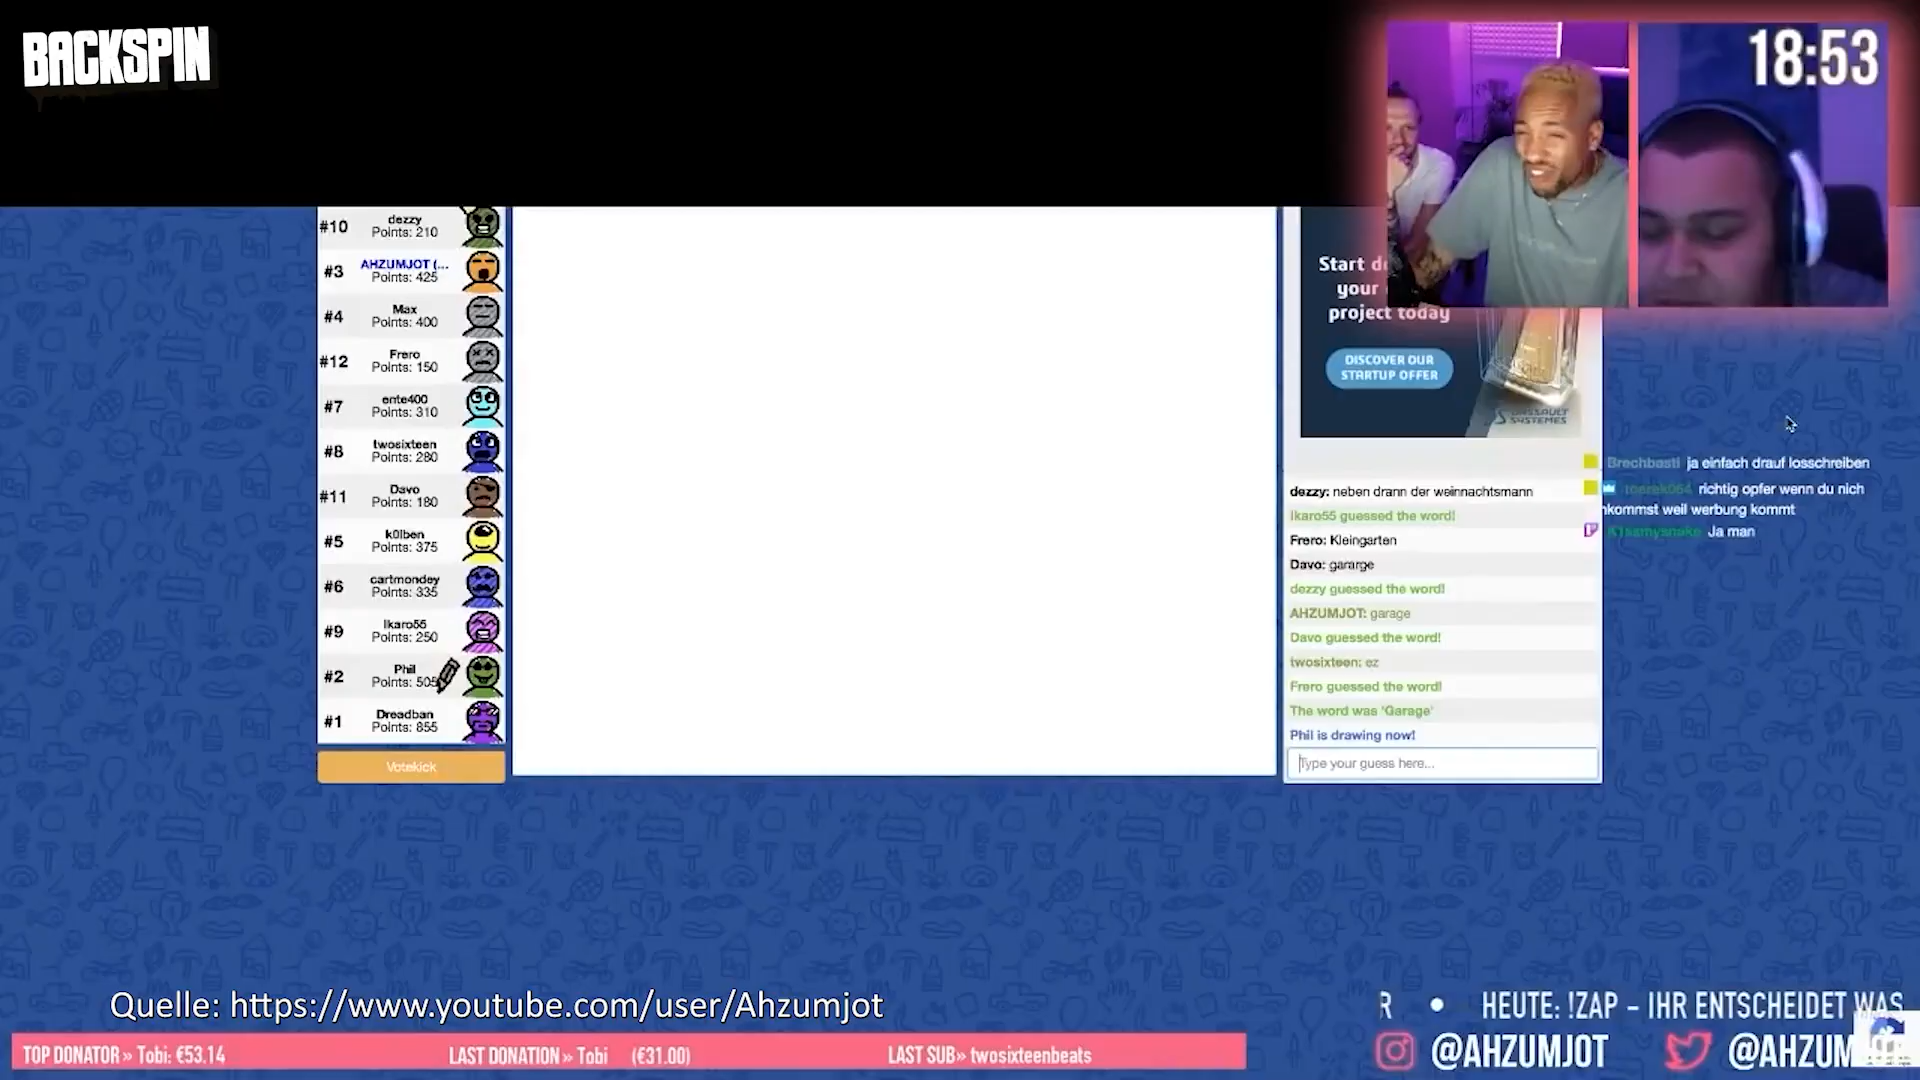 BACKSPIN
18:53
#10 dezzy
Points: 210
#3 AHZUMJOT (...
Points: 425
#4 Max
Points: 400
#12 Frero
Points: 150
#7 ente400
Points: 310
#8 twosixteen
Points: 280
#11 Davo
Points: 180
#5 k0lben
Points: 375
#6 cartmondey
Points: 335
#9 Ikaro55
Points: 250
#2 Phil
Points: 505
#1 Dreadban
Points: 855
Votekick
Start
your
project today
DISCOVER OUR
STARTUP OFFER
DASSAULT
SYSTEMES
dezzy: neben drann der weinnachtsmann
Ikaro55 guessed the word!
Frero: Kleingarten
Davo: gararge
dezzy guessed the word!
AHZUMJOT: garage
Davo guessed the word!
twosixteen: ez
Frero guessed the word!
The word was 'Garage'
Phil is drawing now!
Type your guess here...
Brechbasti ja einfach drauf losschreiben
richtig opfer wenn du nich
nkommst weil werbung kommt
K1samysnake Ja man
Quelle: https://www.youtube.com/user/Ahzumjot
R • HEUTE: !ZAP - IHR ENTSCHEIDET WAS
TOP DONATOR » Tobi: €53.14 LAST DONATION » Tobi (€31.00) LAST SUB» twosixteenbeats
@AHZUMJOT @AHZUM